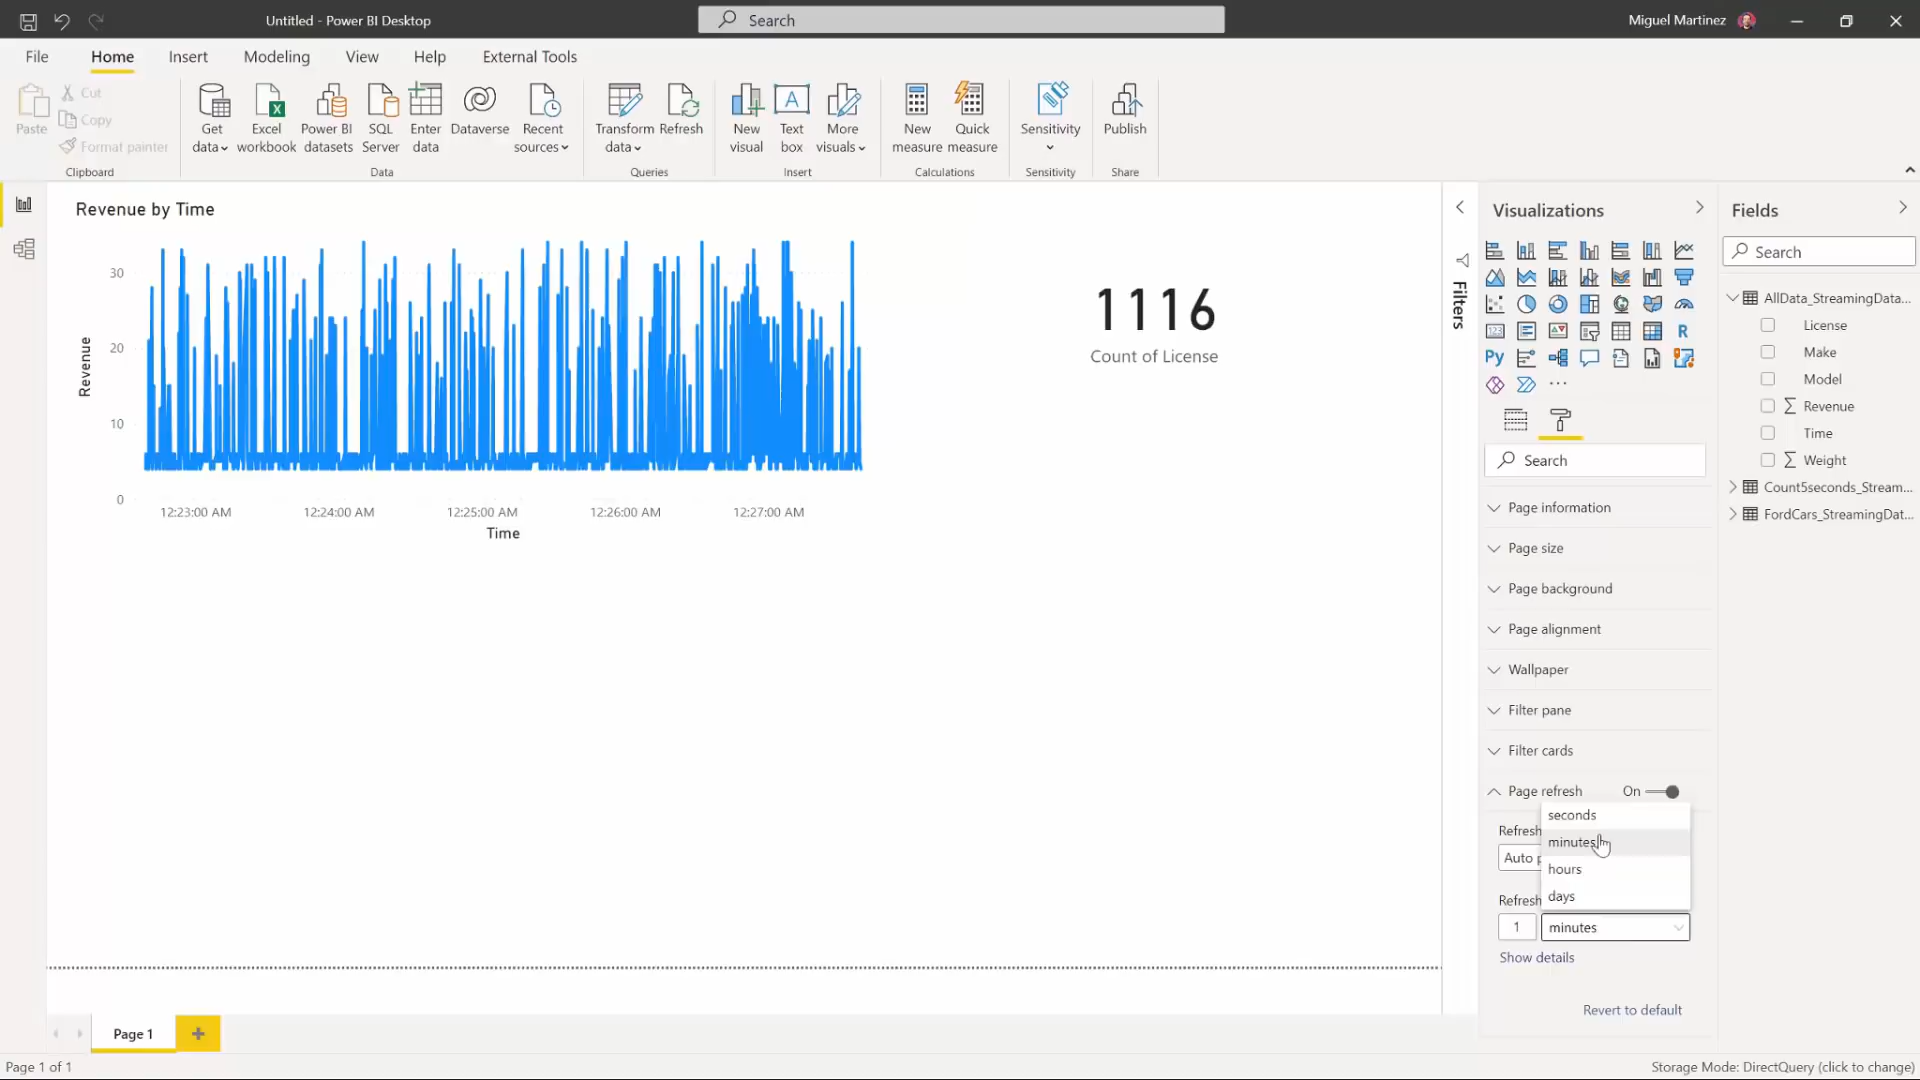 Untitled - Power BI Desktop
Search
Miguel Martinez
File
Home
Insert
Modeling
View
Help
External Tools
Paste
Cut
Copy
Format painter
Clipboard
Get data
Excel workbook
Power BI datasets
SQL Server
Enter data
Dataverse
Recent sources
Data
Transform data
Refresh
Queries
New visual
Text box
More visuals
Insert
New measure
Quick measure
Calculations
Sensitivity
Sensitivity
Publish
Share
Revenue by Time
Revenue
30
20
10
0
12:23:00 AM
12:24:00 AM
12:25:00 AM
12:26:00 AM
12:27:00 AM
Time
1116
Count of License
Filters
Visualizations
123
R
Py
Search
Page information
Page size
Page background
Page alignment
Wallpaper
Filter pane
Filter cards
Page refresh
On
Refresh
Auto p
seconds
minutes
hours
days
Refresh
1
minutes
Show details
Revert to default
Fields
Search
AllData_StreamingData...
License
Make
Model
Revenue
Time
Weight
Count5seconds_Stream...
FordCars_StreamingDat...
Page 1
Page 1 of 1
Storage Mode: DirectQuery (click to change)